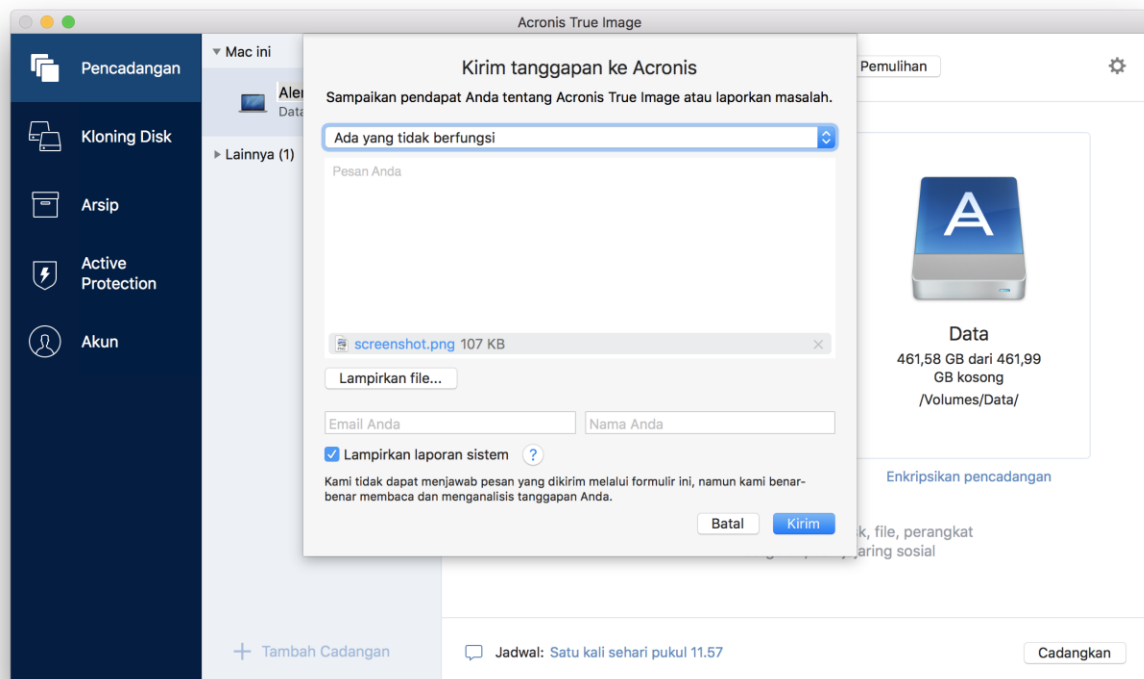 Acronis True Image
Pencadangan
Kloning Disk
Arsip
Active
Protection
Akun
Mac ini
Data
Lainnya (1)
Tambah Cadangan
Kirim tanggapan ke Acronis
Sampaikan pendapat Anda tentang Acronis True Image atau laporkan masalah.
Ada yang tidak berfungsi
Pesan Anda
screenshot.png 107 KB
Lampirkan file...
Email Anda
Nama Anda
Lampirkan laporan sistem ?
Kami tidak dapat menjawab pesan yang dikirim melalui formulir ini, namun kami benar-
benar membaca dan menganalisis tanggapan Anda.
Batal
Kirim
Pemulihan
Data
461,58 GB dari 461,99
GB kosong
/Volumes/Data/
Enkripsikan pencadangan
file, perangkat
sosial
Jadwal: Satu kali sehari pukul 11.57
Cadangkan